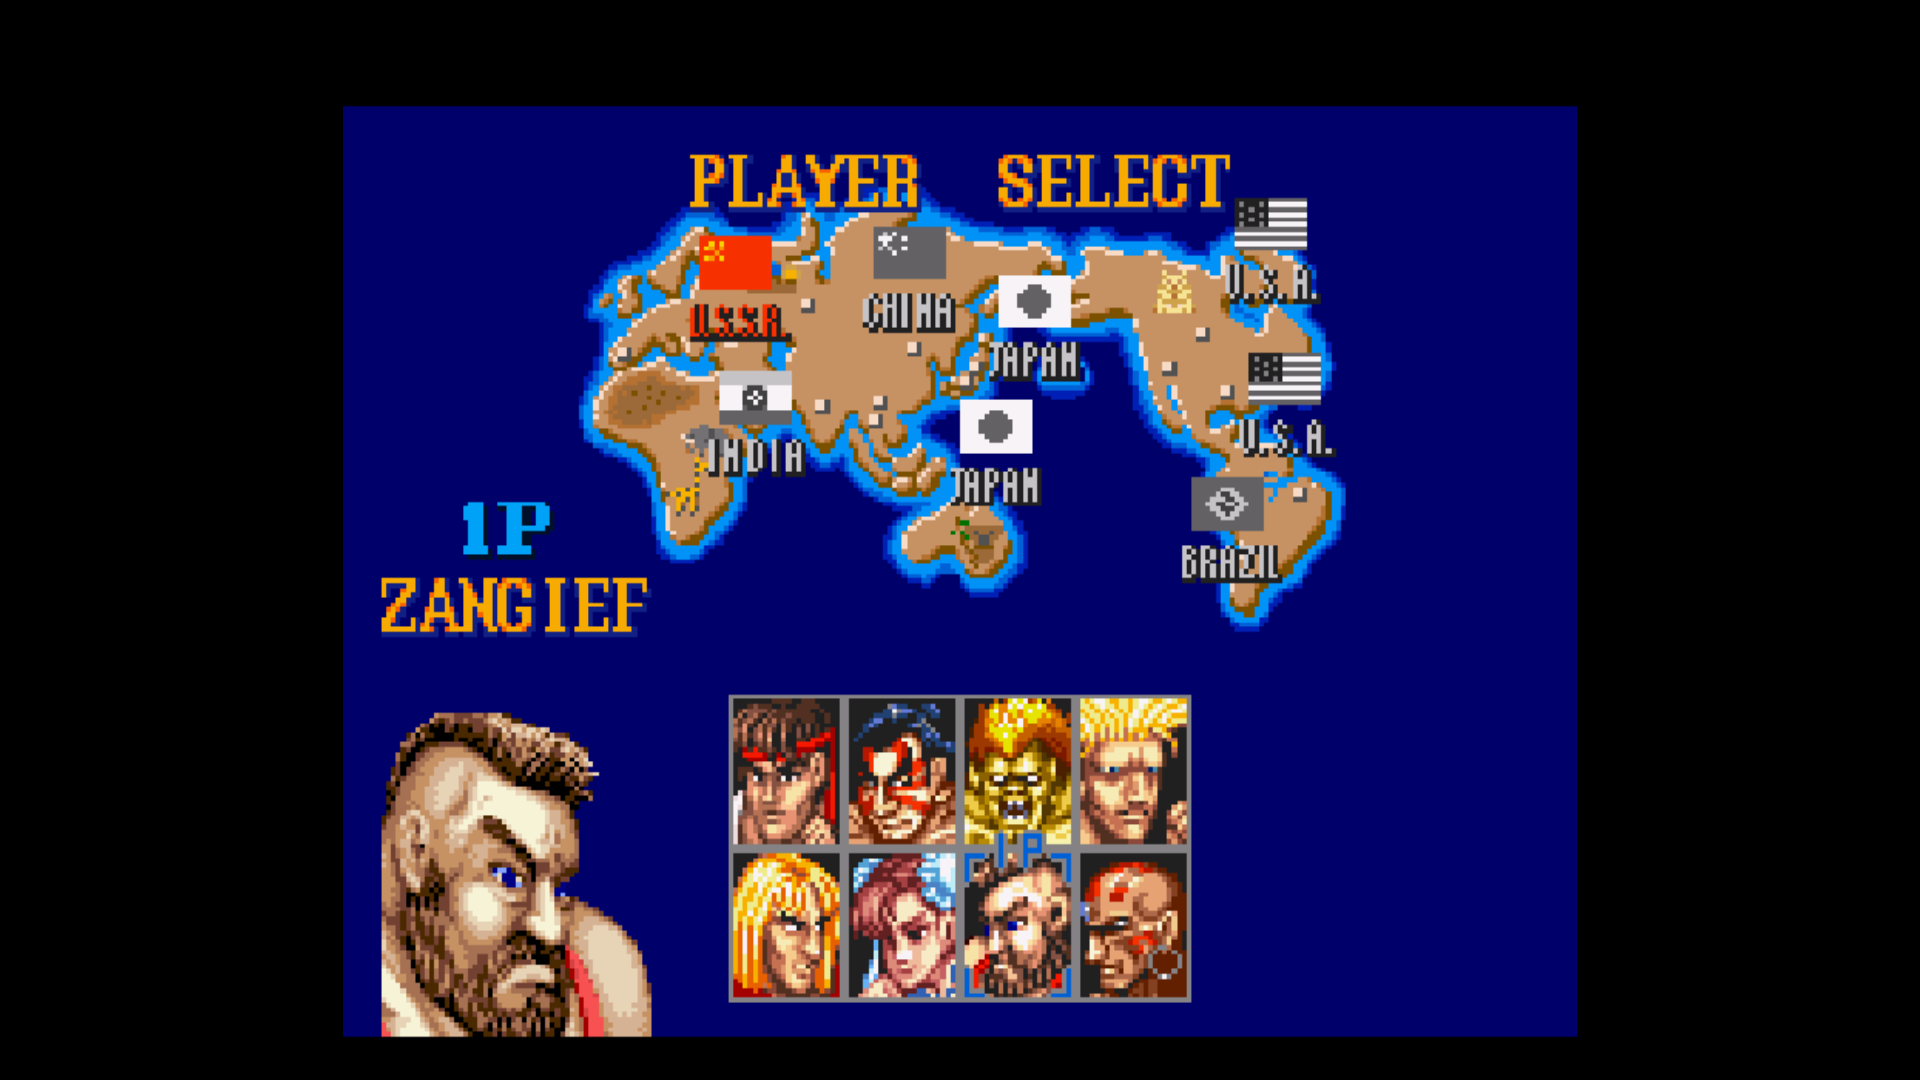 PLAYER SELECT
U.S.A.
U.S.S.R.
CHINA
JAPAN
U.S.A.
INDIA
JAPAN
BRAZIL
1P
ZANGIEF
1P